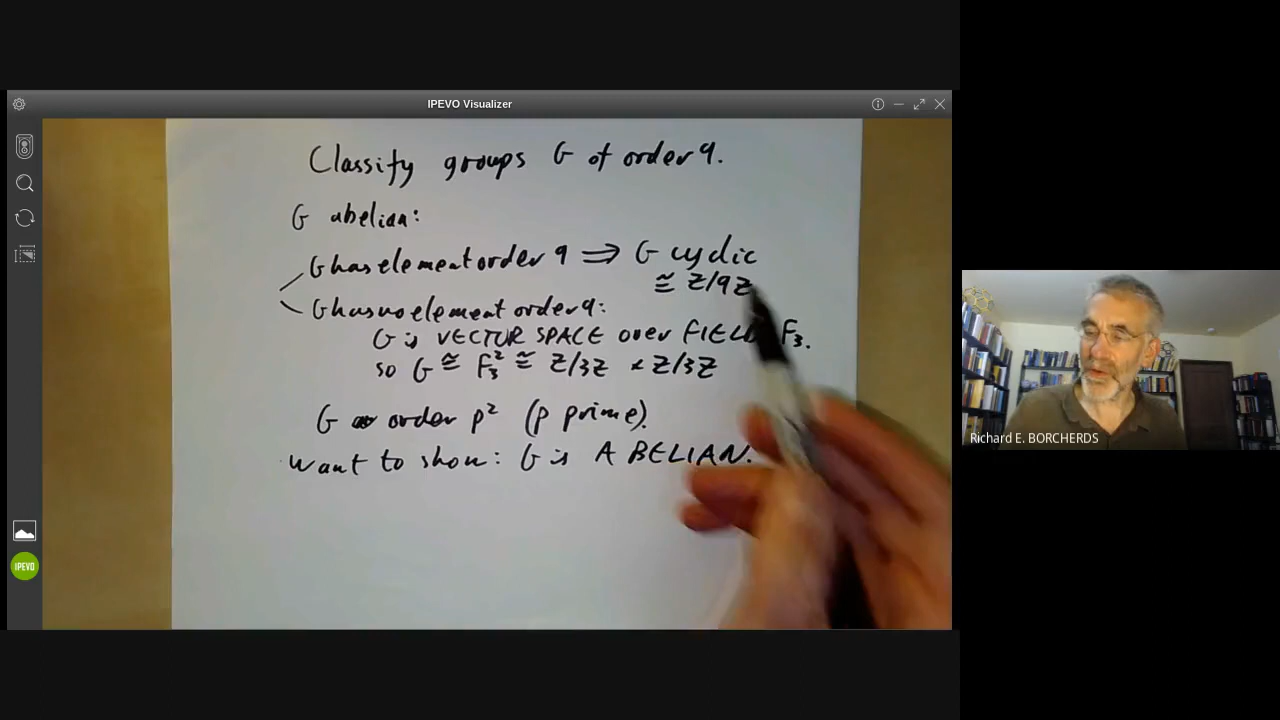 IPEVO Visualizer
Classify groups G of order 9.
G abelian:
G has element order 9 ⇒ G cyclic
≅ Z/9Z
G has no element order 9:
G is VECTOR SPACE over FIELD F₃.
so G ≅ F₃² ≅ Z/3Z × Z/3Z
G order p² (p prime).
Want to show: G is ABELIAN.
Richard E. BORCHERDS
IPEVO